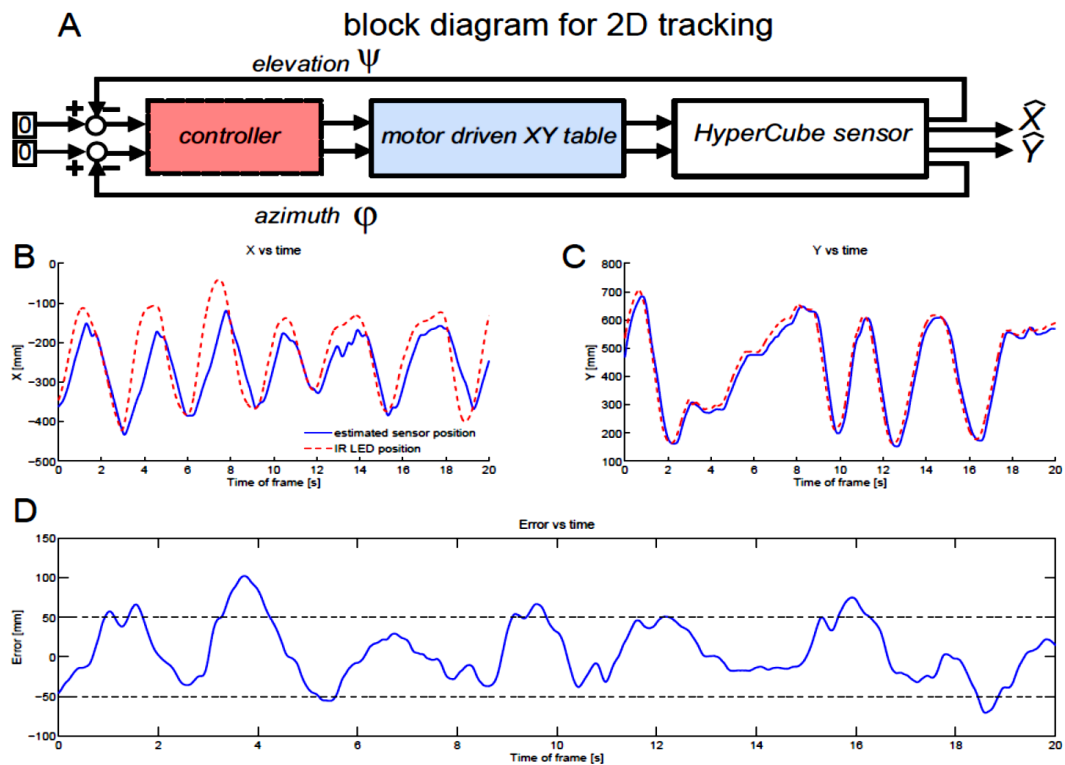 A
block diagram for 2D tracking
elevation ψ
+ −
0
0
controller
motor driven XY table
HyperCube sensor
X̂
Ŷ
+ −
azimuth φ
B
X vs time
0
−100
−200
−300
−400
−500
X [mm]
estimated sensor position
IR LED position
0 2 4 6 8 10 12 14 16 18 20
Time of frame [s]
C
Y vs time
800
700
600
500
400
300
200
100
Y [mm]
0 2 4 6 8 10 12 14 16 18 20
Time of frame [s]
D
Error vs time
150
100
50
0
−50
−100
Error [mm]
0 2 4 6 8 10 12 14 16 18 20
Time of frame [s]